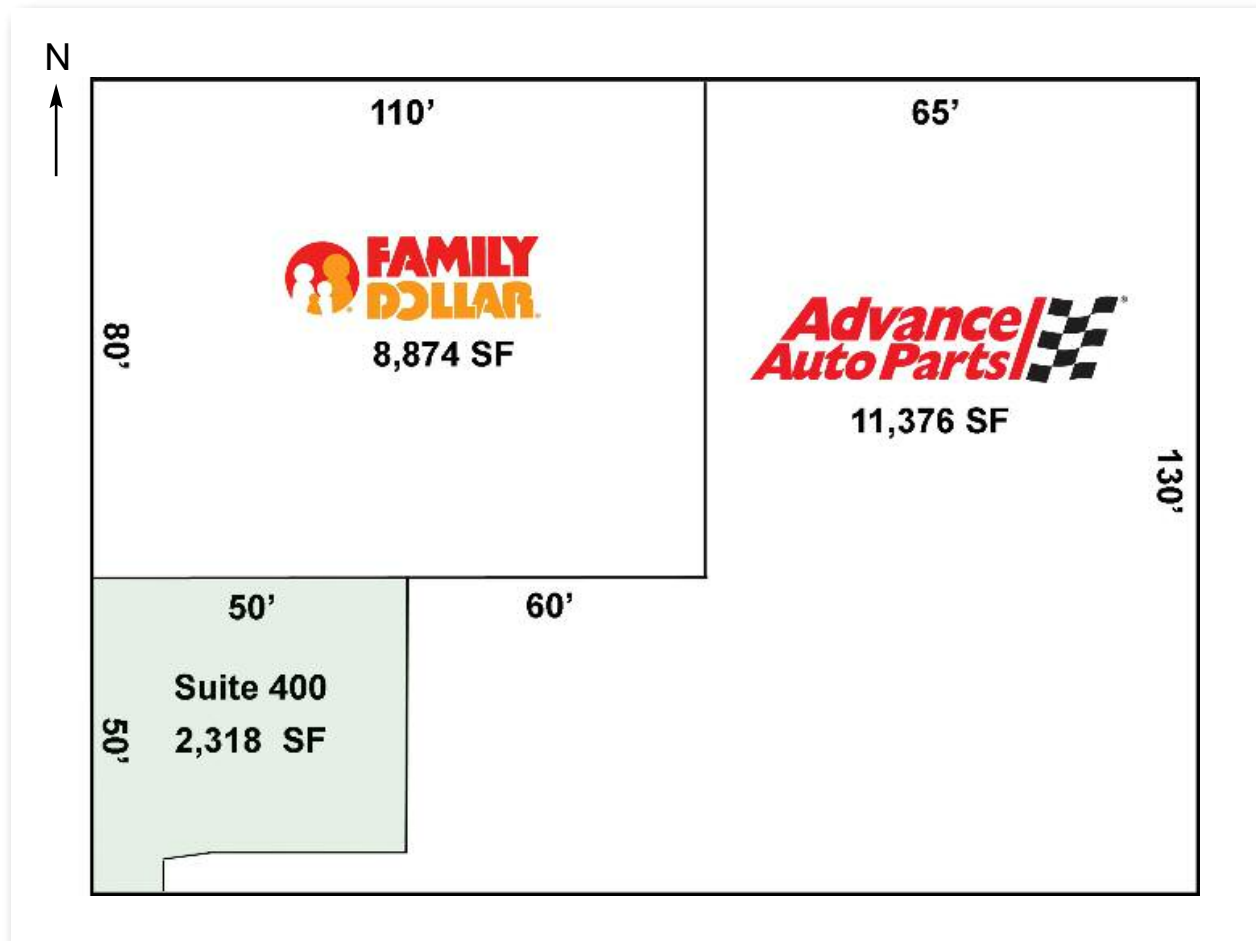 N
110’
65’
FAMILY
DOLLAR®
8,874 SF
80’
Advance
Auto Parts®
11,376 SF
130’
50’
60’
Suite 400
2,318 SF
50’